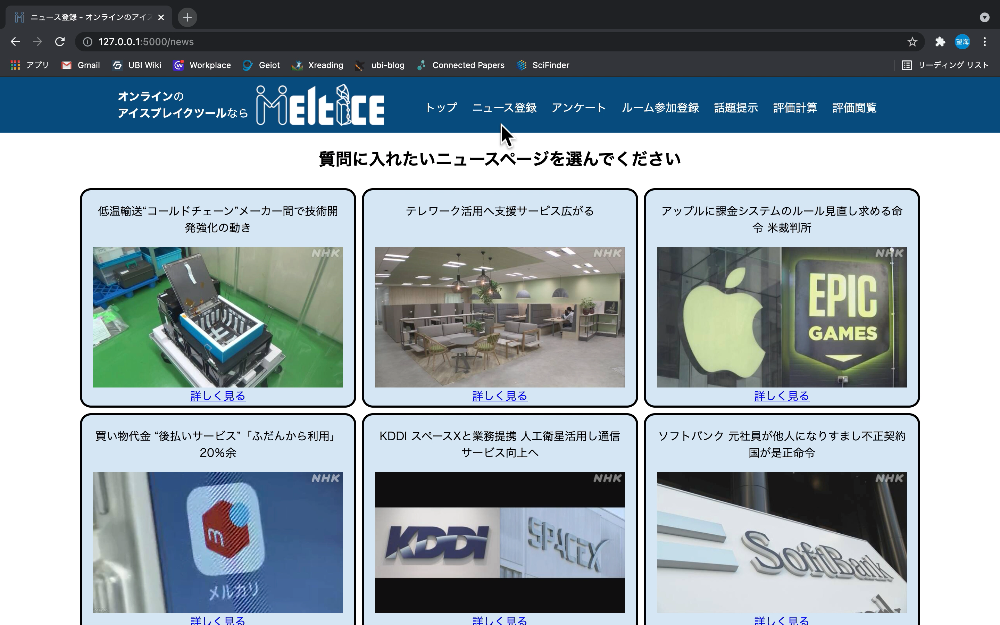 ニュース登録 - オンラインのアイス
127.0.0.1:5000/news
望海
アプリ
Gmail
UBI Wiki
Workplace
Geiot
Xreading
ubi-blog
Connected Papers
SciFinder
リーディング リスト
オンラインの
アイスブレイクツールなら
MEltICE
トップ
ニュース登録
アンケート
ルーム参加登録
話題提示
評価計算
評価閲覧
質問に入れたいニュースページを選んでください
低温輸送“コールドチェーン”メーカー間で技術開
発強化の動き
NHK
詳しく見る
テレワーク活用へ支援サービス広がる
NHK
詳しく見る
アップルに課金システムのルール見直し求める命
令 米裁判所
NHK
EPIC
GAMES
詳しく見る
買い物代金 “後払いサービス”「ふだんから利用」
20%余
NHK
m
メルカリ
NHK
詳しく見る
KDDI スペースXと業務提携 人工衛星活用し通信
サービス向上へ
NHK
KDDI
SPACEX
詳しく見る
ソフトバンク 元社員が他人になりすまし不正契約
国が是正命令
NHK
SoftBank
詳しく見る